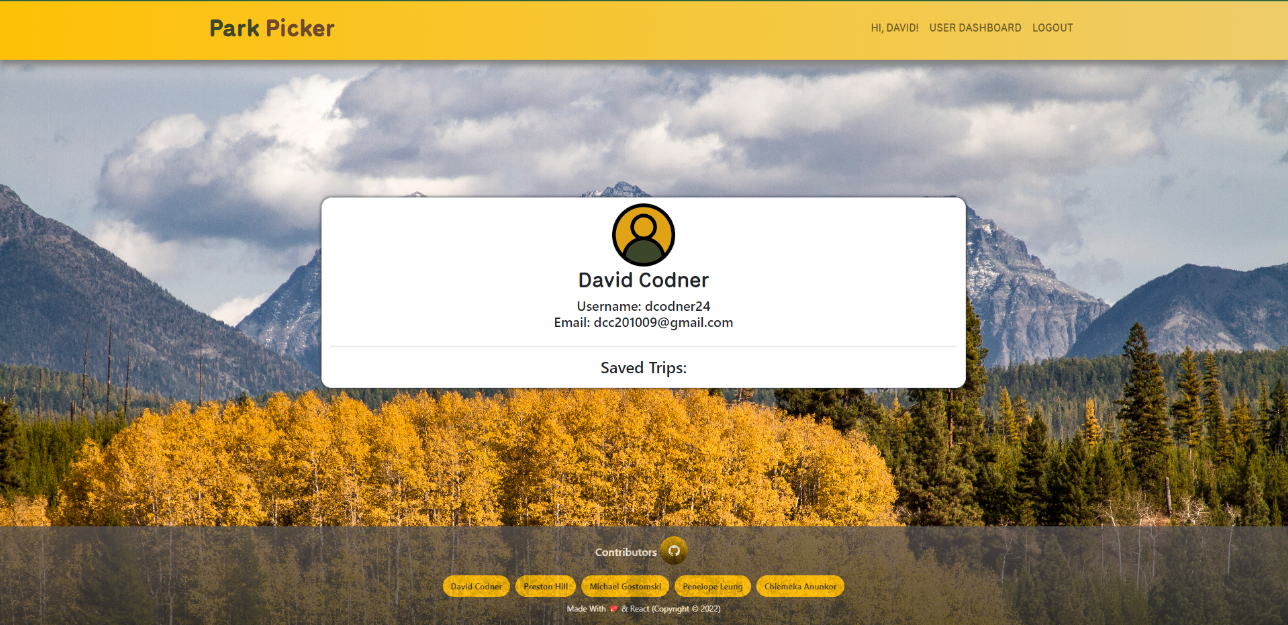 Park Picker
HI, DAVID! USER DASHBOARD LOGOUT
David Codner
Username: dcodner24
Email: dcc201009@gmail.com
Saved Trips:
Contributors
David Codner Preston Hill Michael Gostomski Penelope Leung Chiemeka Anunkor
Made With 💖 & React (Copyright © 2022)